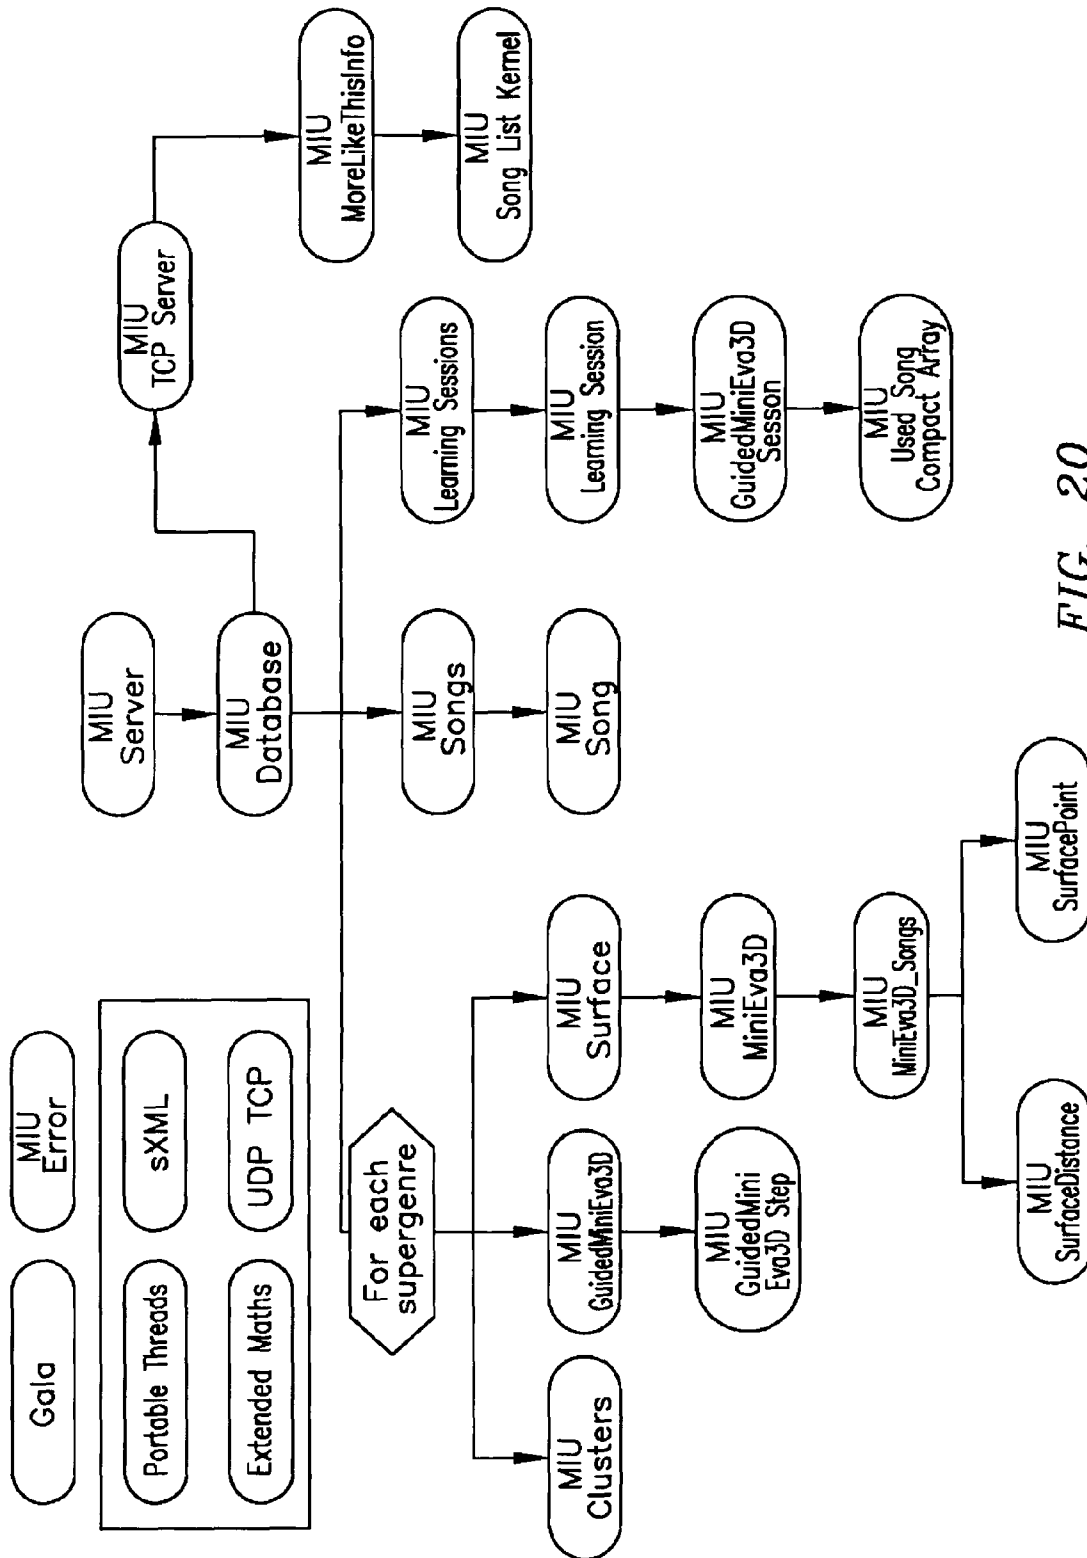 Gala
MIU
Error
Portable Threads
sXML
Extended Maths
UDP TCP
MIU
Server
MIU
Database
MIU
TCP Server
MIU
MoreLikeThisInfo
MIU
Song List Kernel
For each
supergenre
MIU
Songs
MIU
Song
MIU
Learning Sessions
MIU
Learning Session
MIU
GuidedMiniEva3D
Sesson
MIU
Used Song
Compact Array
MIU
Clusters
MIU
GuidedMiniEva3D
MIU
GuidedMini
Eva3D Step
MIU
Surface
MIU
MiniEva3D
MIU
MiniEva3D_Songs
MIU
SurfaceDistance
MIU
SurfacePoint
FIG. 20